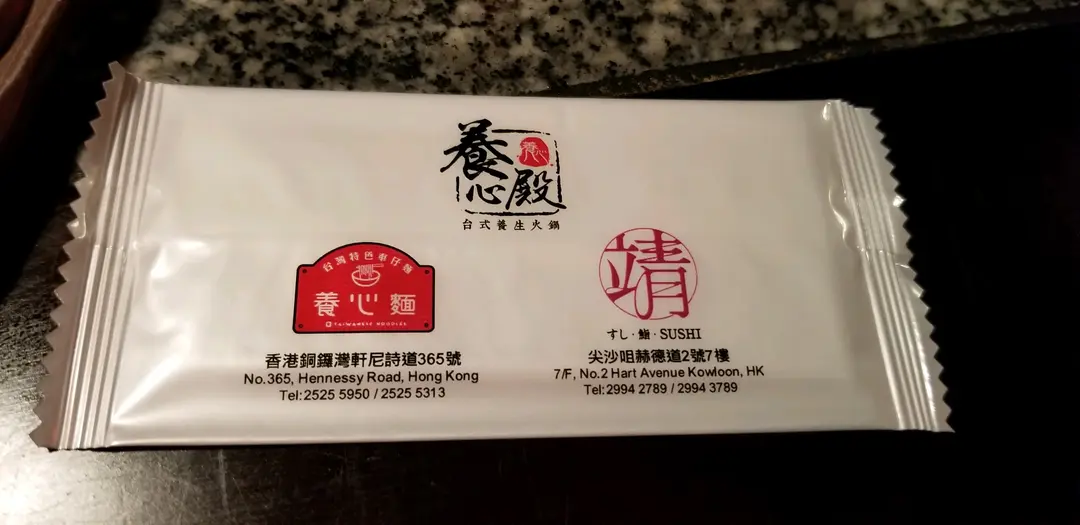 養心殿
養心
台式養生火鍋
台灣特色車仔麵
養心麵
TAIWANESE NOODLES
香港銅鑼灣軒尼詩道365號
No.365, Hennessy Road, Hong Kong
Tel:2525 5950 / 2525 5313
靖
すし·鮨·SUSHI
尖沙咀赫德道2號7樓
7/F, No.2 Hart Avenue Kowloon, HK
Tel:2994 2789 / 2994 3789